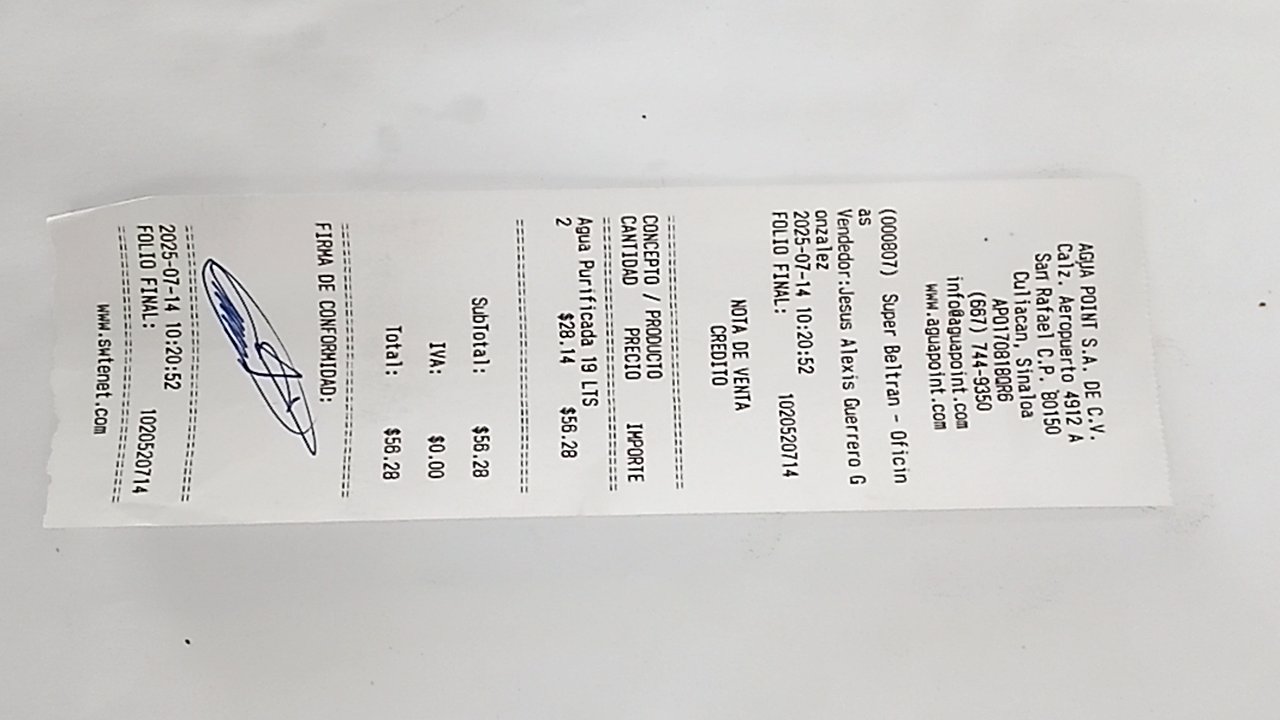 AGUA POINT S.A. DE C.V.
Calz. Aeropuerto 4912 A
San Rafael C.P. 80150
Culiacan, Sinaloa
APO170818QR6
(667) 744-9350
info@aguapoint.com
www.aguapoint.com
(000807) Super Beltran - Oficin
as
Vendedor:Jesus Alexis Guerrero G
onzalez
2025-07-14 10:20:52
FOLIO FINAL: 1020520714
NOTA DE VENTA
CREDITO
CONCEPTO / PRODUCTO
CANTIDAD PRECIO IMPORTE
Agua Purificada 19 LTS
2 $28.14 $56.28
SubTotal: $56.28
IVA: $0.00
Total: $56.28
FIRMA DE CONFORMIDAD:
2025-07-14 10:20:52
FOLIO FINAL: 1020520714
www.swtenet.com